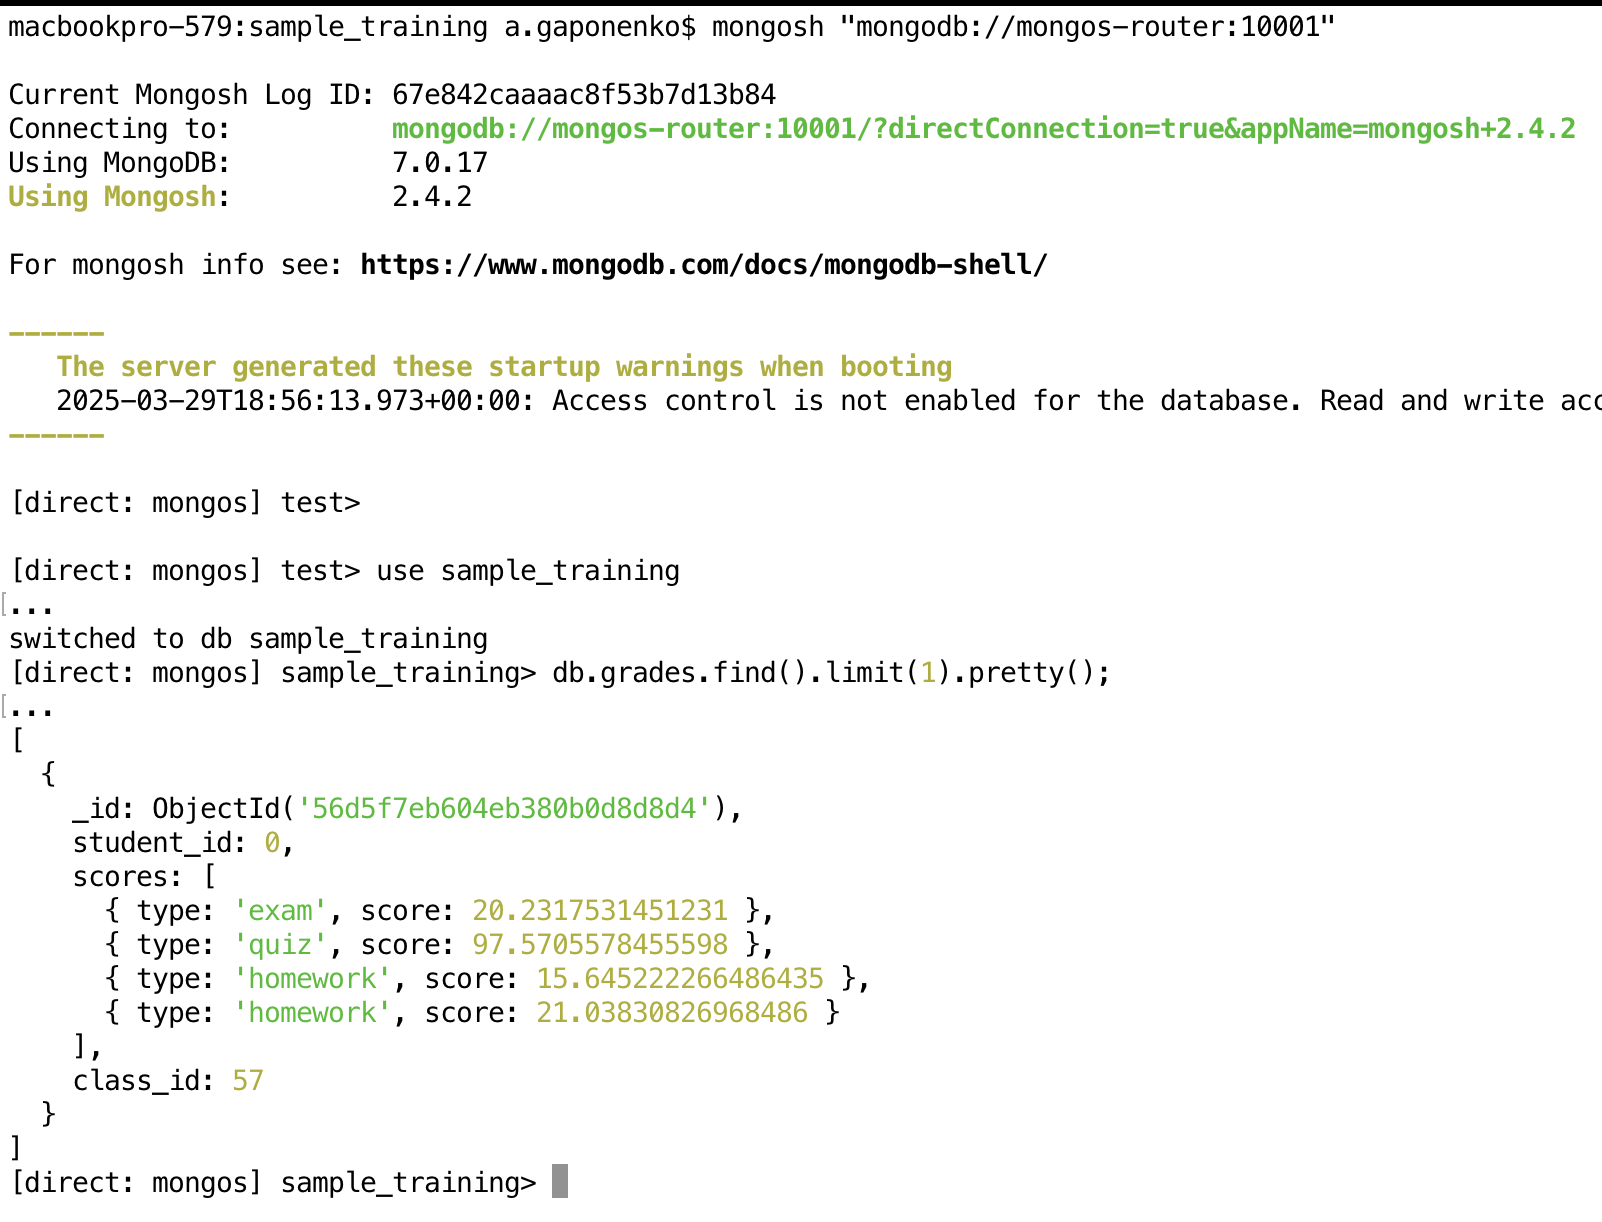 macbookpro-579:sample_training a.gaponenko$ mongosh "mongodb://mongos-router:10001"
Current Mongosh Log ID: 67e842caaaac8f53b7d13b84
Connecting to:          mongodb://mongos-router:10001/?directConnection=true&appName=mongosh+2.4.2
Using MongoDB:          7.0.17
Using Mongosh:          2.4.2
For mongosh info see: https://www.mongodb.com/docs/mongodb-shell/
------
   The server generated these startup warnings when booting
   2025-03-29T18:56:13.973+00:00: Access control is not enabled for the database. Read and write acc
------
[direct: mongos] test>
[direct: mongos] test> use sample_training
[...
switched to db sample_training
[direct: mongos] sample_training> db.grades.find().limit(1).pretty();
[...
[
  {
    _id: ObjectId('56d5f7eb604eb380b0d8d8d4'),
    student_id: 0,
    scores: [
      { type: 'exam', score: 20.2317531451231 },
      { type: 'quiz', score: 97.5705578455598 },
      { type: 'homework', score: 15.645222266486435 },
      { type: 'homework', score: 21.03830826968486 }
    ],
    class_id: 57
  }
]
[direct: mongos] sample_training>